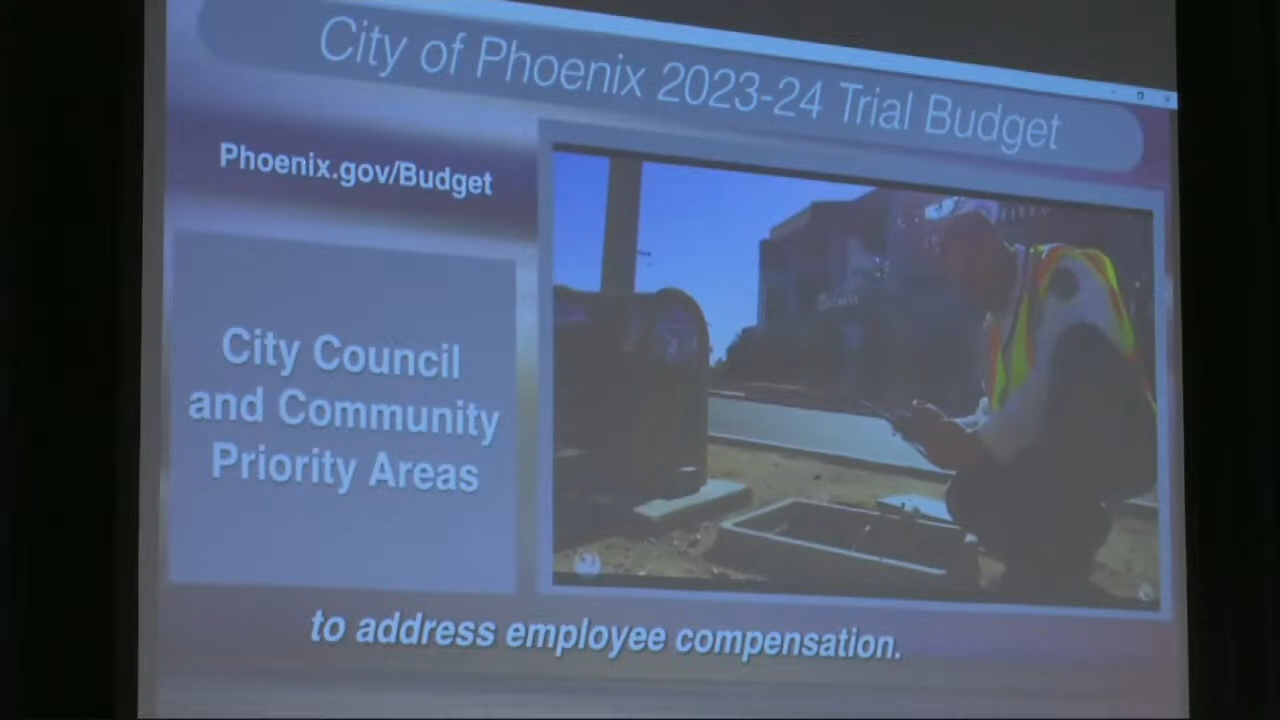 City of Phoenix 2023-24 Trial Budget
Phoenix.gov/Budget
City Council
and Community
Priority Areas
to address employee compensation.